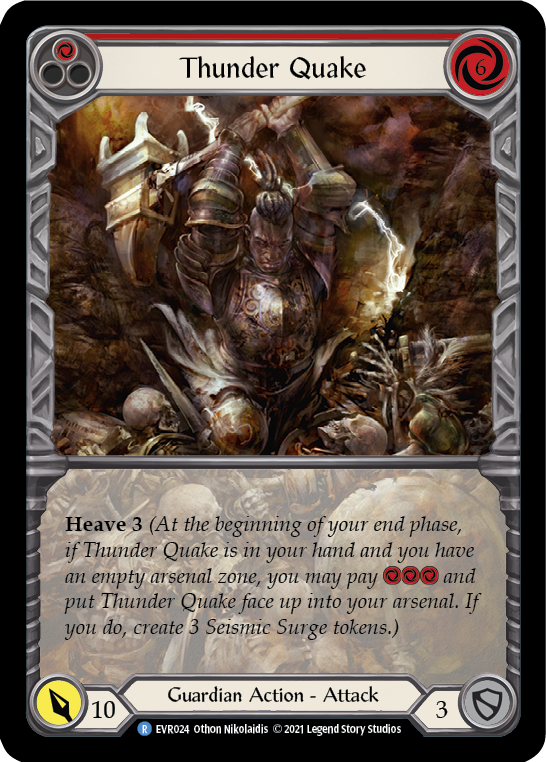 Thunder Quake
6
Heave 3 (At the beginning of your end phase,
if Thunder Quake is in your hand and you have
an empty arsenal zone, you may pay and
put Thunder Quake face up into your arsenal. If
you do, create 3 Seismic Surge tokens.)
10
Guardian Action - Attack
3
R EVR024 Othon Nikolaidis © 2021 Legend Story Studios